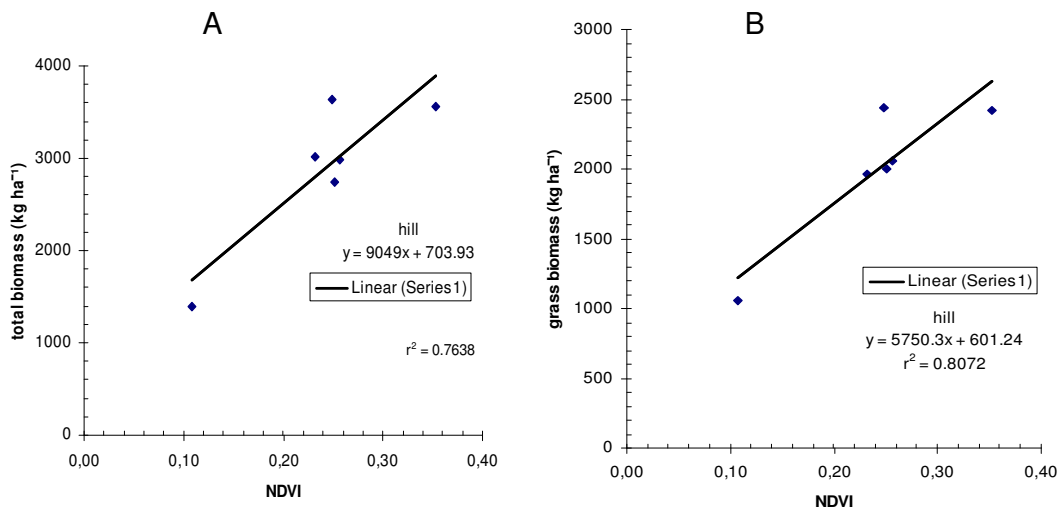 A
total biomass (kg ha⁻¹)
4000
3000
2000
1000
0
0,00 0,10 0,20 0,30 0,40
NDVI
hill
y = 9049x + 703.93
Linear (Series1)
r² = 0.7638
B
grass biomass (kg ha⁻¹)
3000
2500
2000
1500
1000
500
0
0,00 0,10 0,20 0,30 0,40
NDVI
Linear (Series1)
hill
y = 5750.3x + 601.24
r² = 0.8072